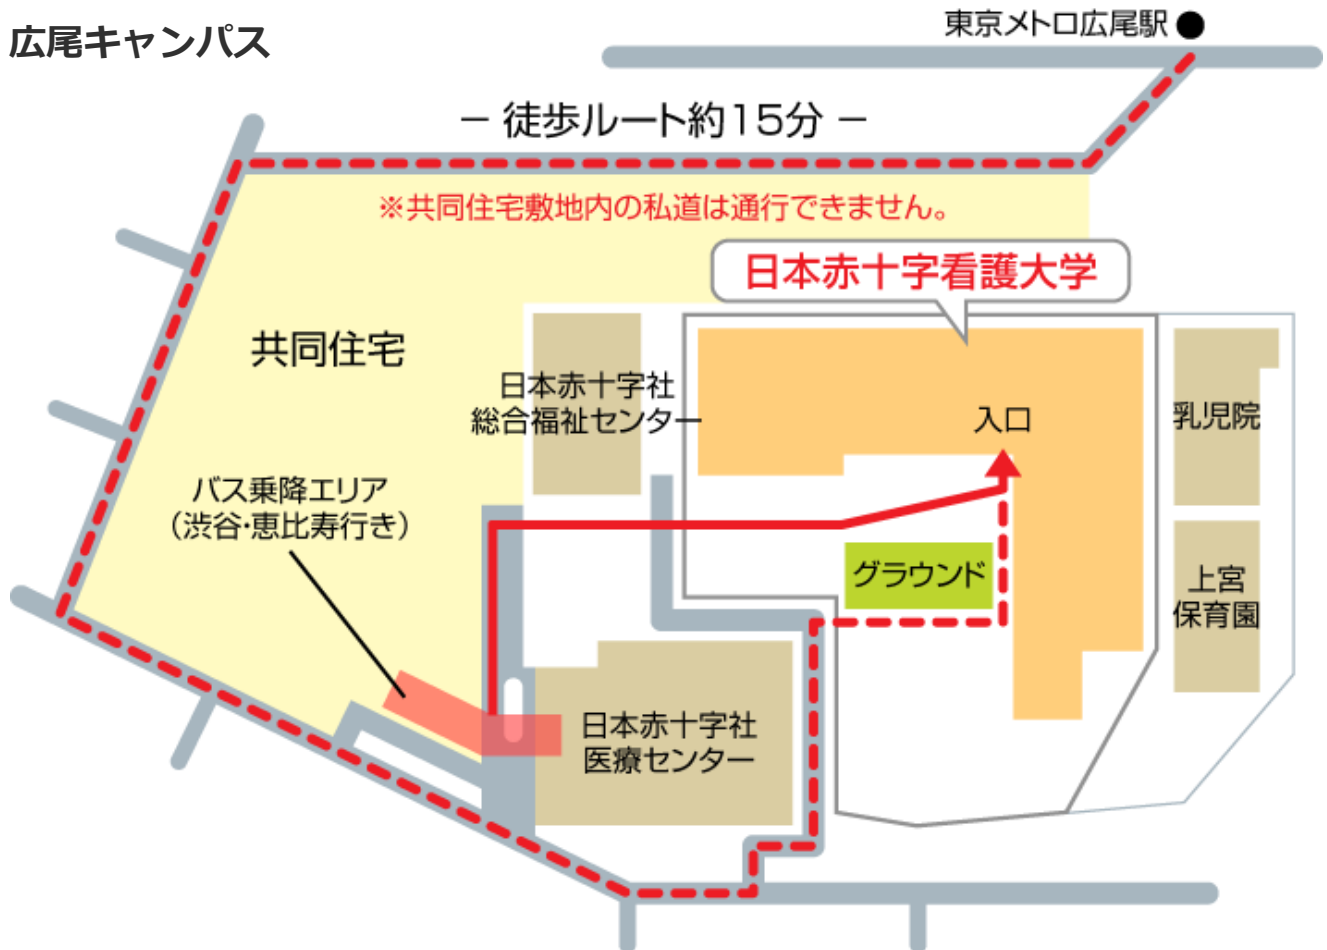 広尾キャンパス
東京メトロ広尾駅
－ 徒歩ルート約15分 －
※共同住宅敷地内の私道は通行できません。
日本赤十字看護大学
共同住宅
日本赤十字社
総合福祉センター
入口
乳児院
バス乗降エリア
（渋谷・恵比寿行き）
グラウンド
上宮
保育園
日本赤十字社
医療センター